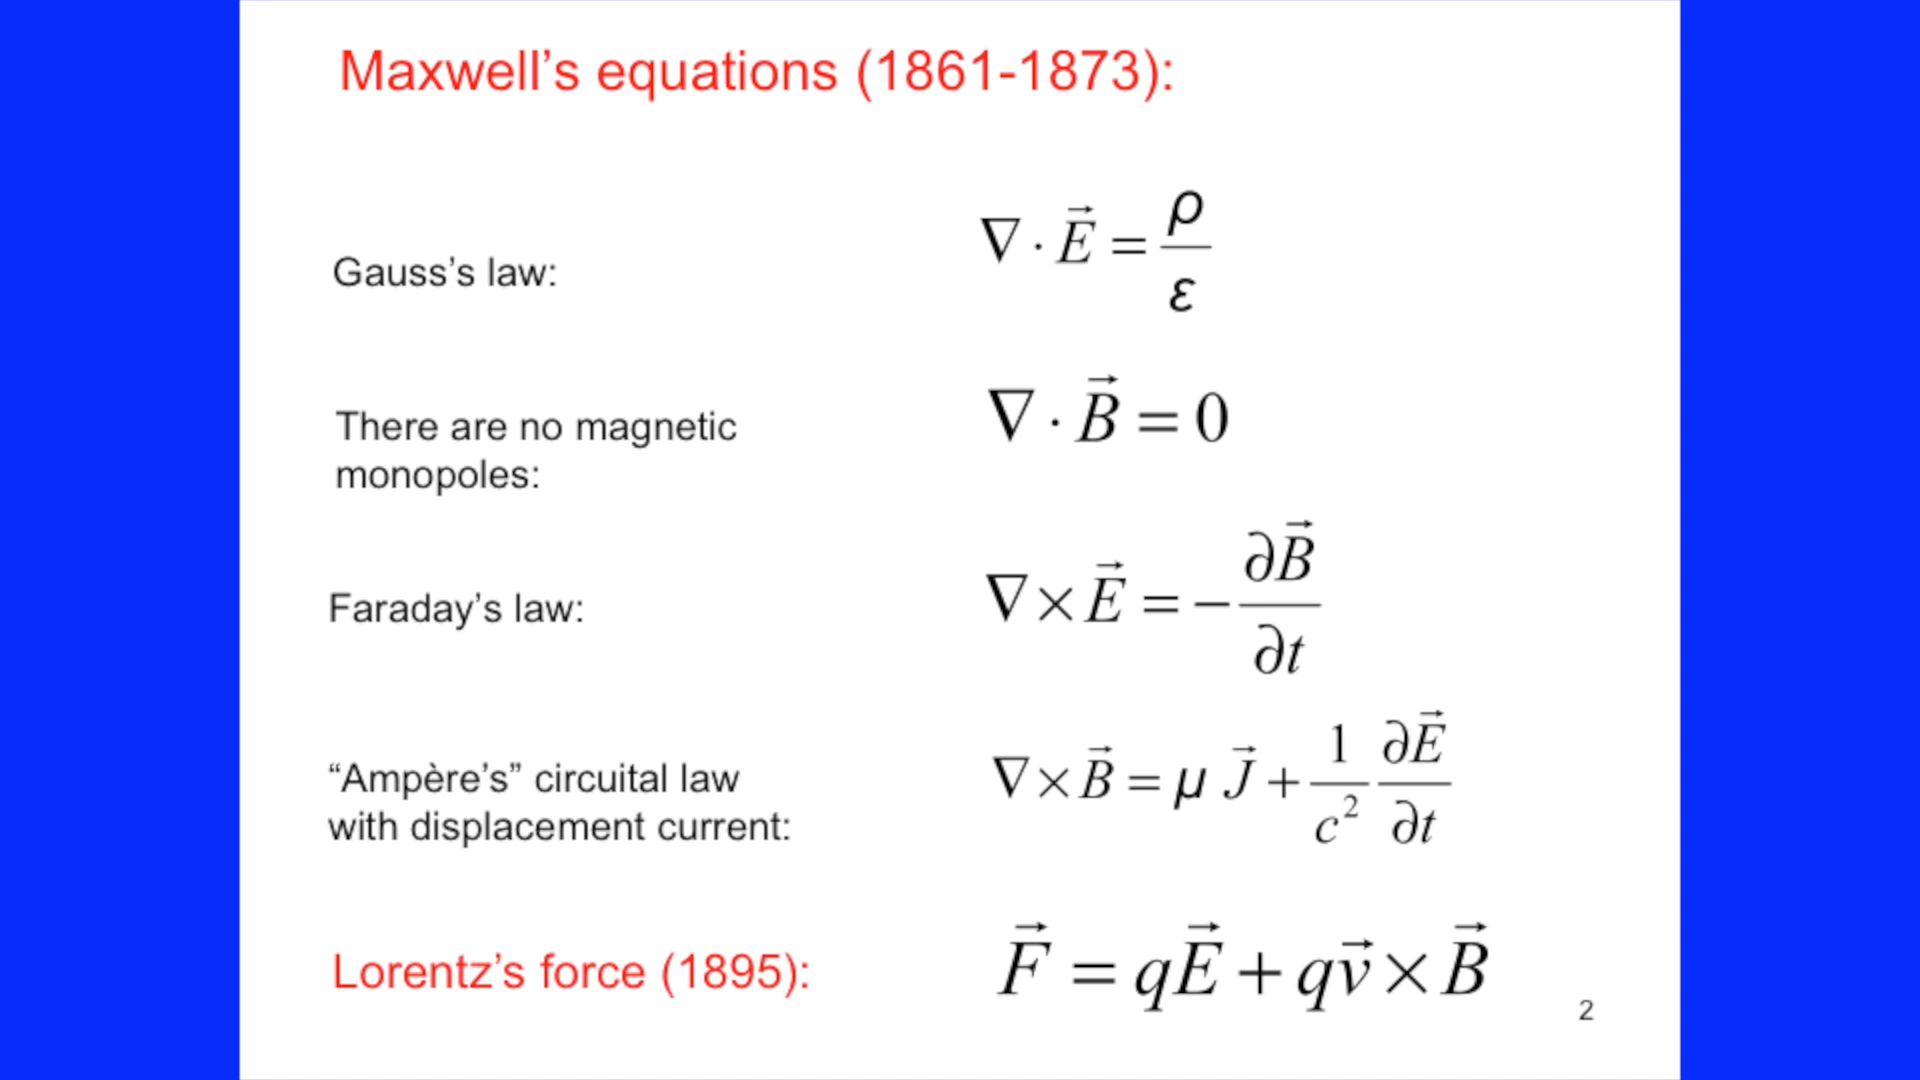 Maxwell’s equations (1861-1873):
Gauss’s law: ∇ · E⃗ = ρ/ε
There are no magnetic
monopoles: ∇ · B⃗ = 0
Faraday’s law: ∇ × E⃗ = − ∂B⃗/∂t
“Ampère’s” circuital law
with displacement current: ∇ × B⃗ = μ J⃗ + 1/c² ∂E⃗/∂t
Lorentz’s force (1895): F⃗ = qE⃗ + qv⃗ × B⃗
2